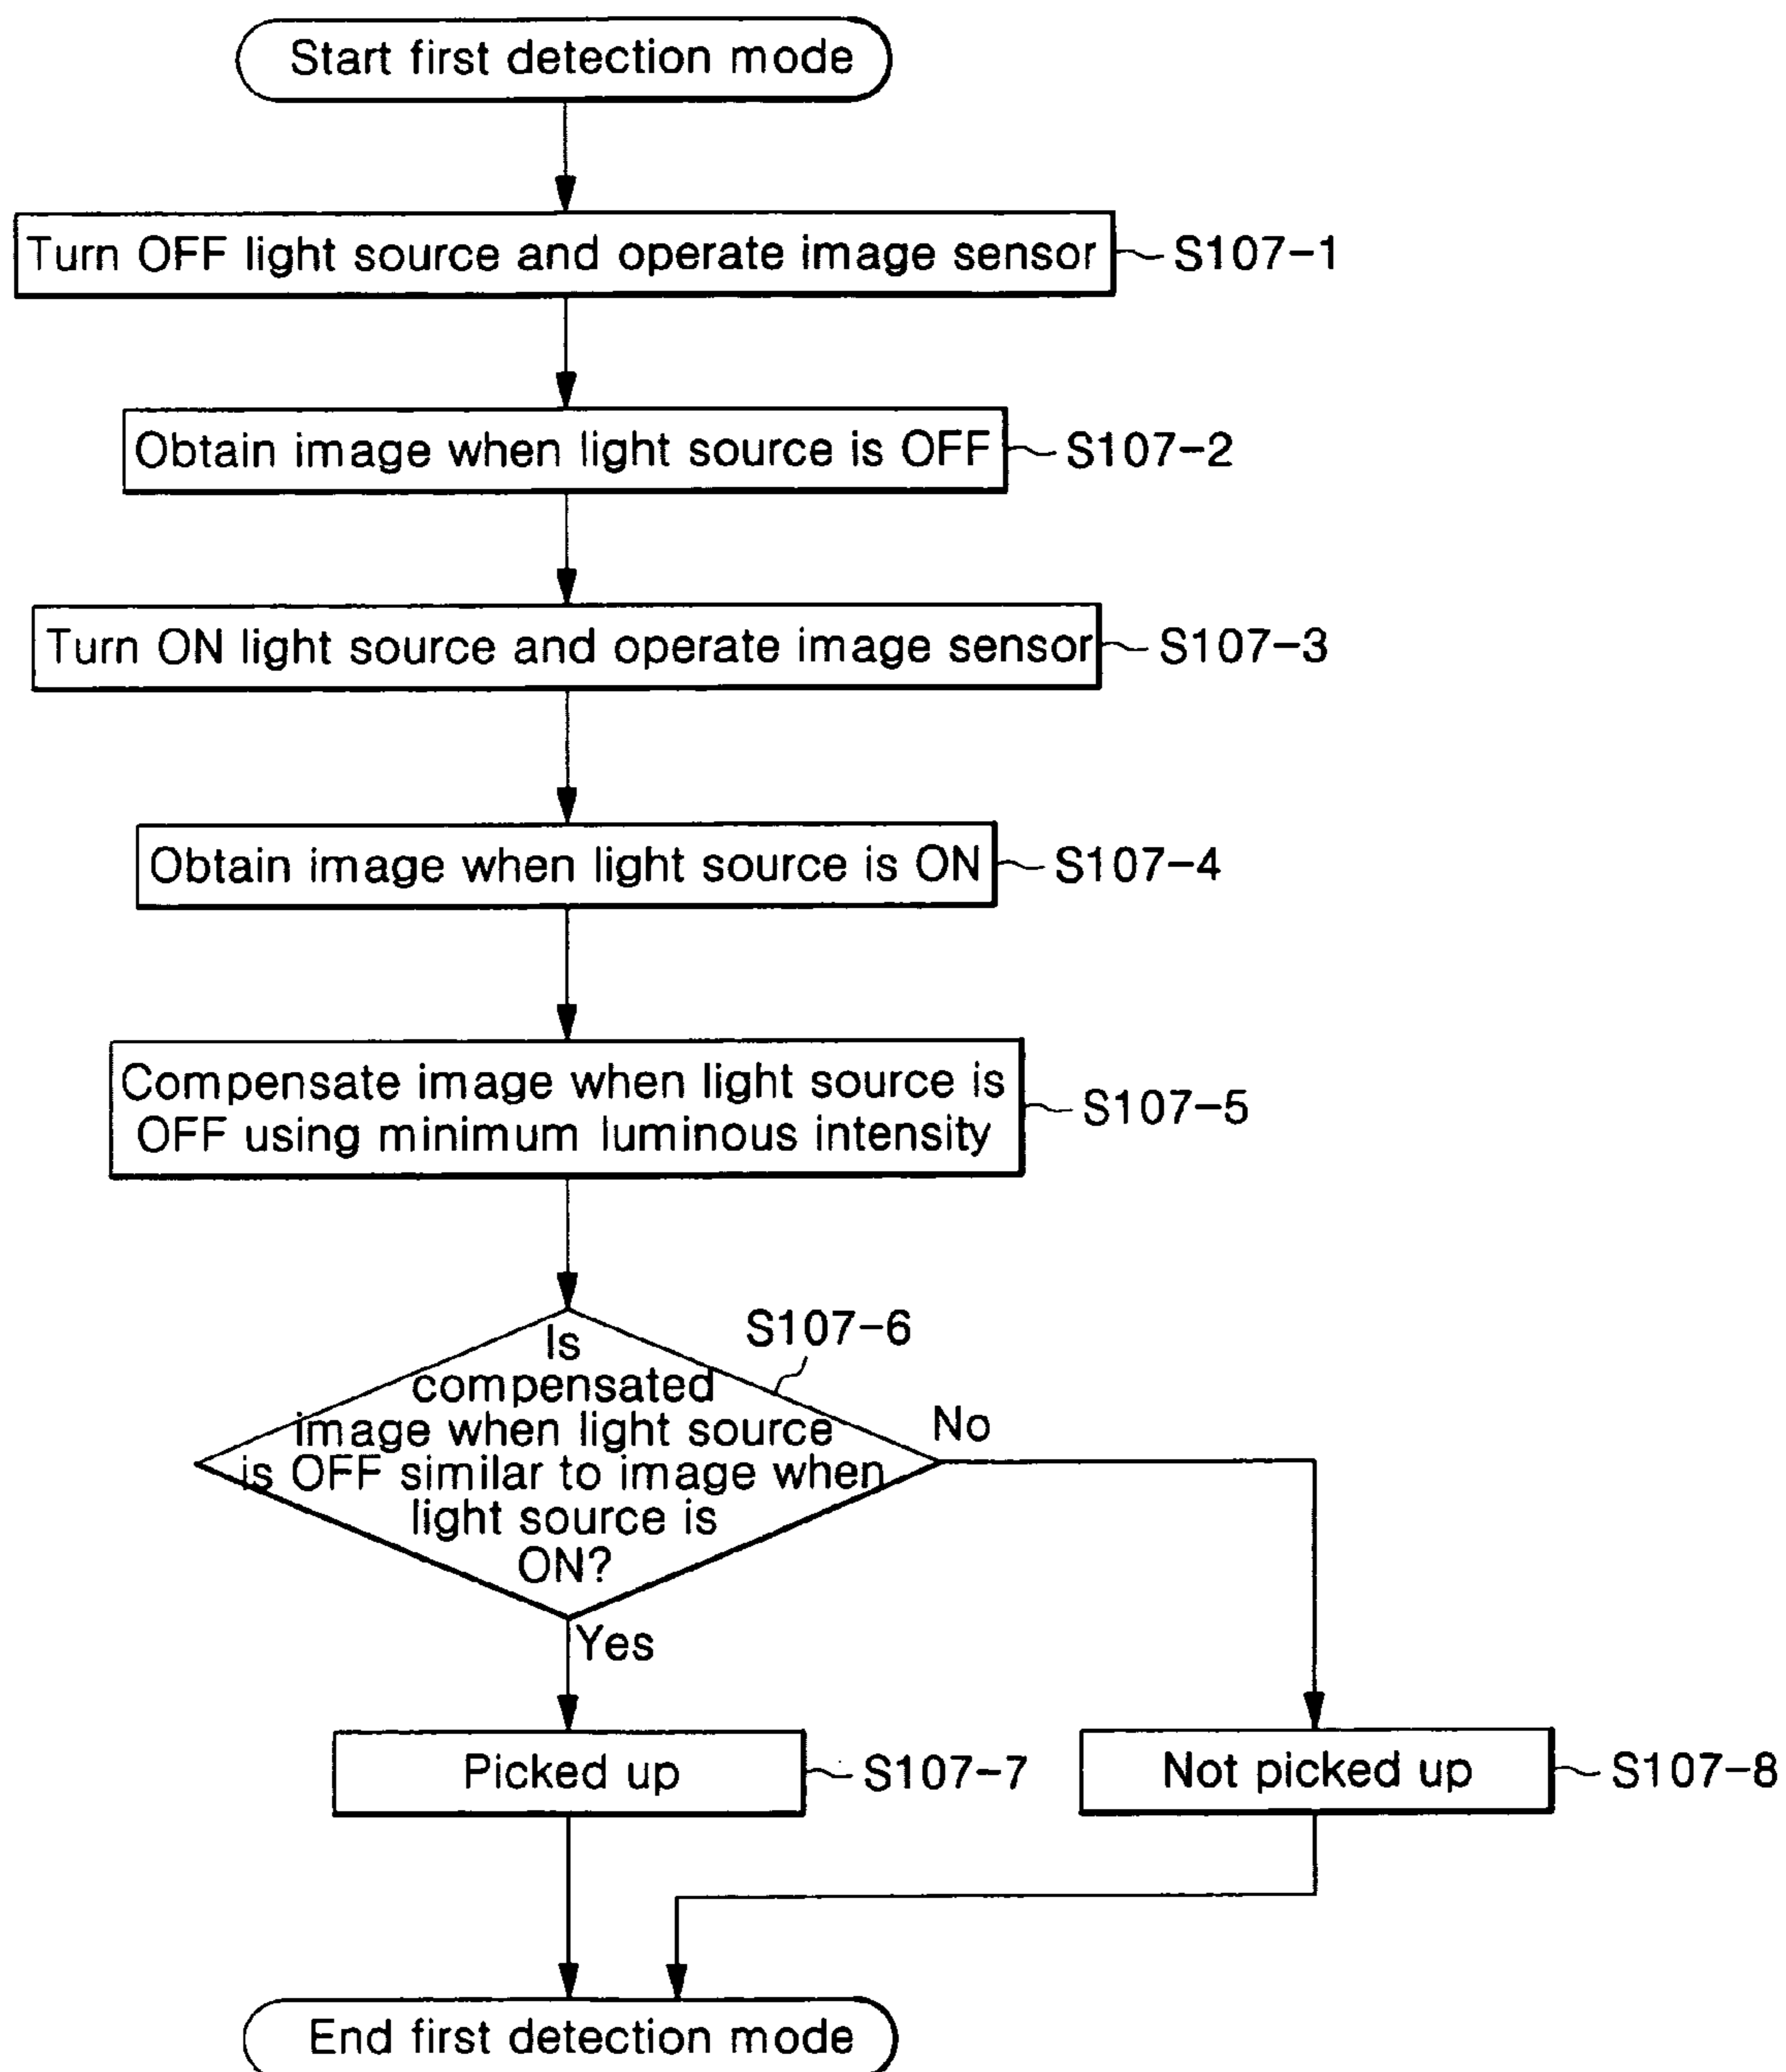 Start first detection mode
Turn OFF light source and operate image sensor
S107-1
Obtain image when light source is OFF
S107-2
Turn ON light source and operate image sensor
S107-3
Obtain image when light source is ON
S107-4
Compensate image when light source is
OFF using minimum luminous intensity
S107-5
S107-6
Is
compensated
image when light source
is OFF similar to image when
light source is
ON?
No
Yes
Picked up
S107-7
Not picked up
S107-8
End first detection mode